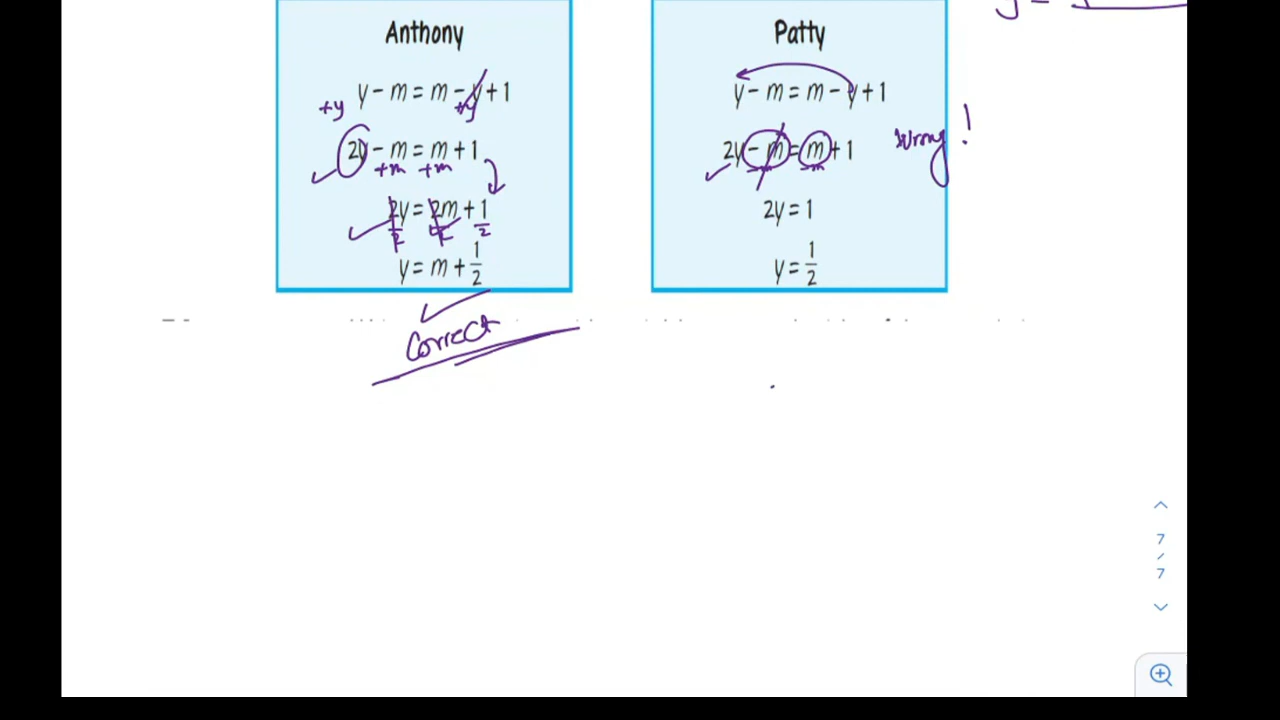 Anthony
y − m = m − y + 1
+y +y
2y − m = m + 1
+m +m
2y = 2m + 1
2 2 2
y = m + 1/2
Correct
Patty
y − m = m − y + 1
2y − m = m + 1
−m
wrong!
2y = 1
y = 1/2
y =
7
/
7